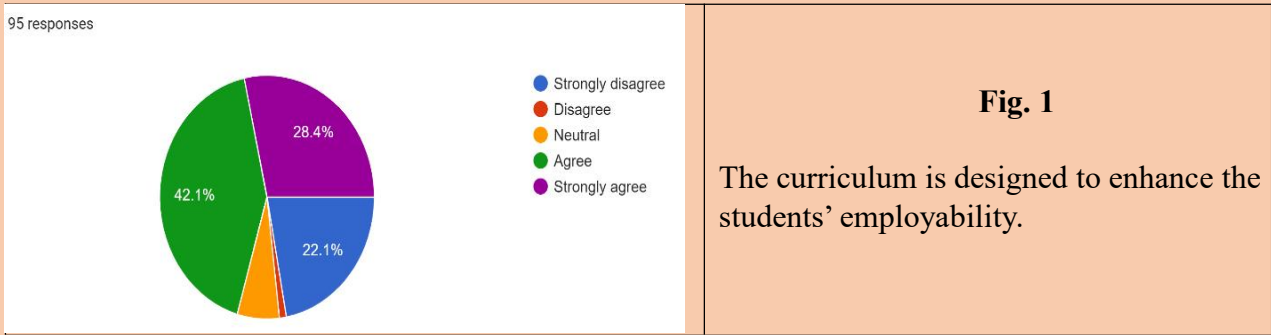 95 responses
Strongly disagree
Disagree
Neutral
Agree
Strongly agree
28.4%
42.1%
22.1%
Fig. 1
The curriculum is designed to enhance the
students’ employability.